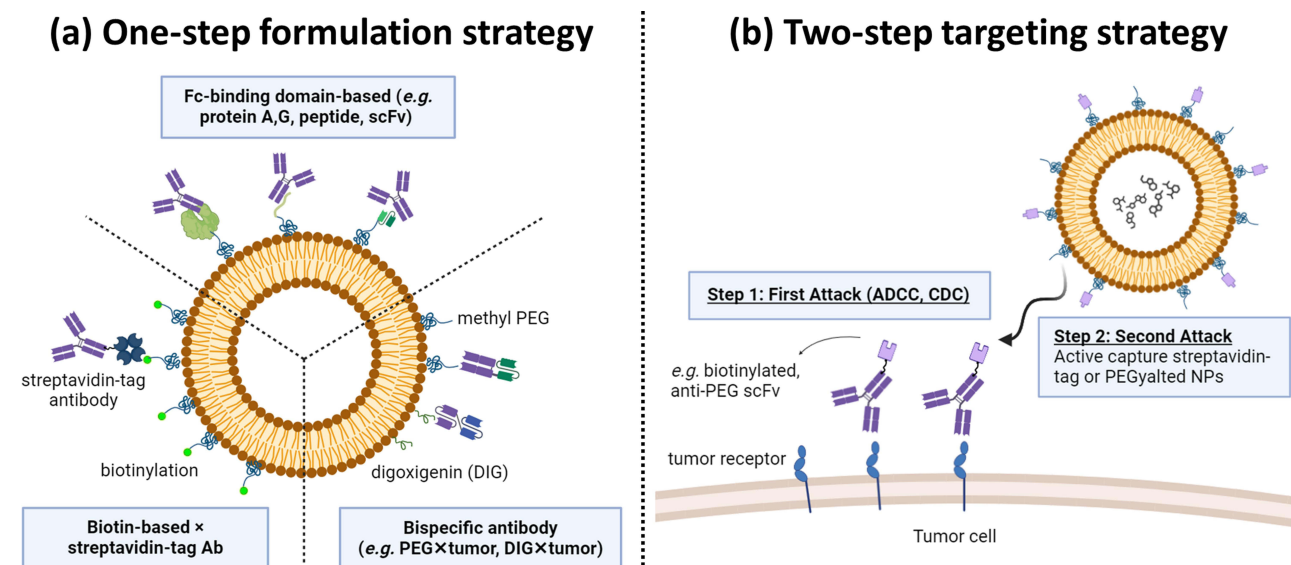 (a) One-step formulation strategy
Fc-binding domain-based (e.g.
protein A,G, peptide, scFv)
methyl PEG
streptavidin-tag
antibody
biotinylation
digoxigenin (DIG)
Biotin-based ×
streptavidin-tag Ab
Bispecific antibody
(e.g. PEG×tumor, DIG×tumor)
(b) Two-step targeting strategy
Step 1: First Attack (ADCC, CDC)
Step 2: Second Attack
Active capture streptavidin-
tag or PEGyalted NPs
e.g. biotinylated,
anti-PEG scFv
tumor receptor
Tumor cell